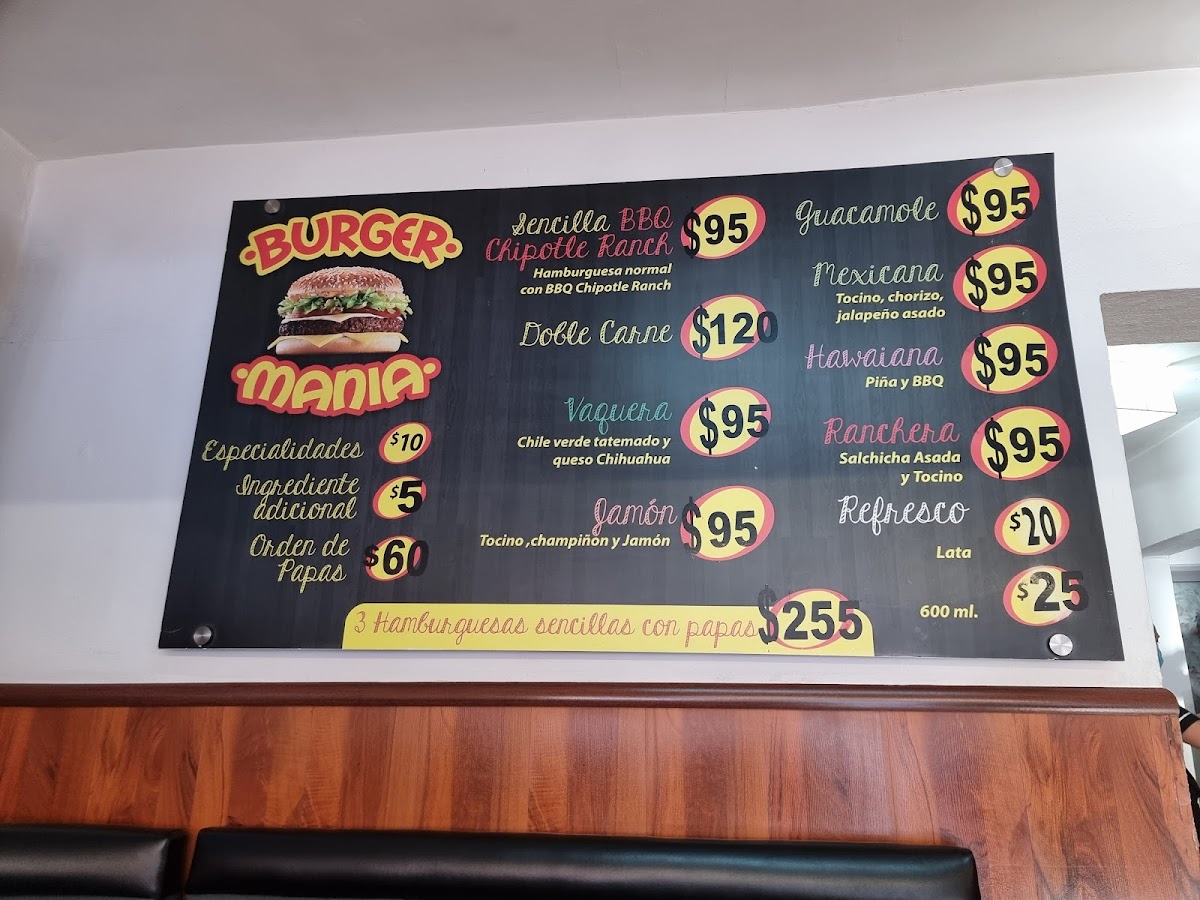 BURGER
MANIA
Especialidades $10
Ingrediente
adicional $5
Orden de
Papas $60
Sencilla BBQ
Chipotle Ranch $95
Hamburguesa normal
con BBQ Chipotle Ranch
Doble Carne $120
Vaquera $95
Chile verde tatemado y
queso Chihuahua
Jamón $95
Tocino ,champiñon y Jamón
Guacamole $95
Mexicana $95
Tocino, chorizo,
jalapeño asado
Hawaiana $95
Piña y BBQ
Ranchera $95
Salchicha Asada
y Tocino
Refresco
Lata $20
600 ml. $25
3 Hamburguesas sencillas con papas $255